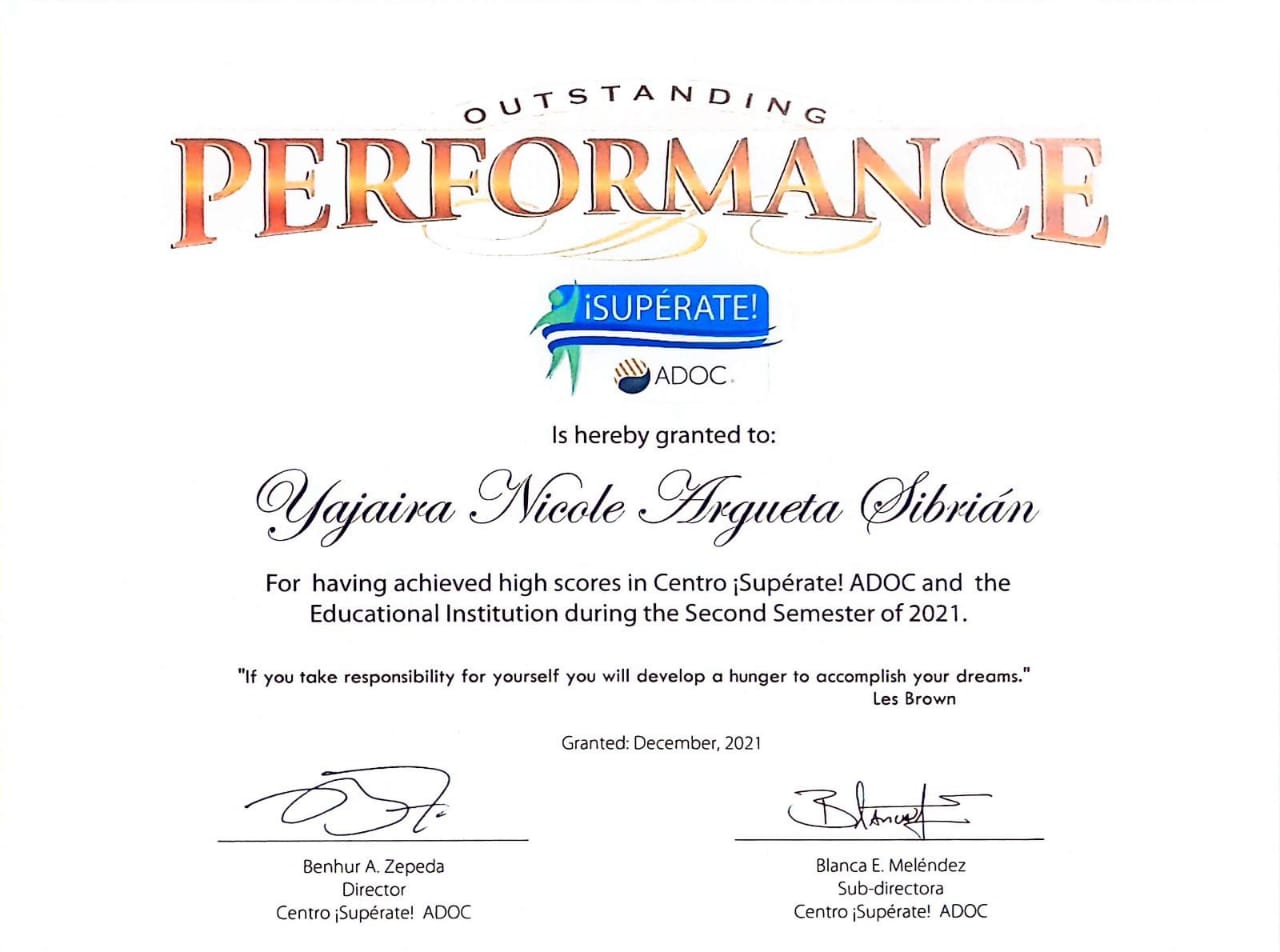 OUTSTANDING
PERFORMANCE
¡SUPÉRATE!
ADOC
Is hereby granted to:
Yajaira Nicole Argueta Sibrián
For having achieved high scores in Centro ¡Supérate! ADOC and the
Educational Institution during the Second Semester of 2021.
"If you take responsibility for yourself you will develop a hunger to accomplish your dreams."
Les Brown
Granted: December, 2021
Benhur A. Zepeda
Director
Centro ¡Supérate! ADOC
Blanca E. Meléndez
Sub-directora
Centro ¡Supérate! ADOC